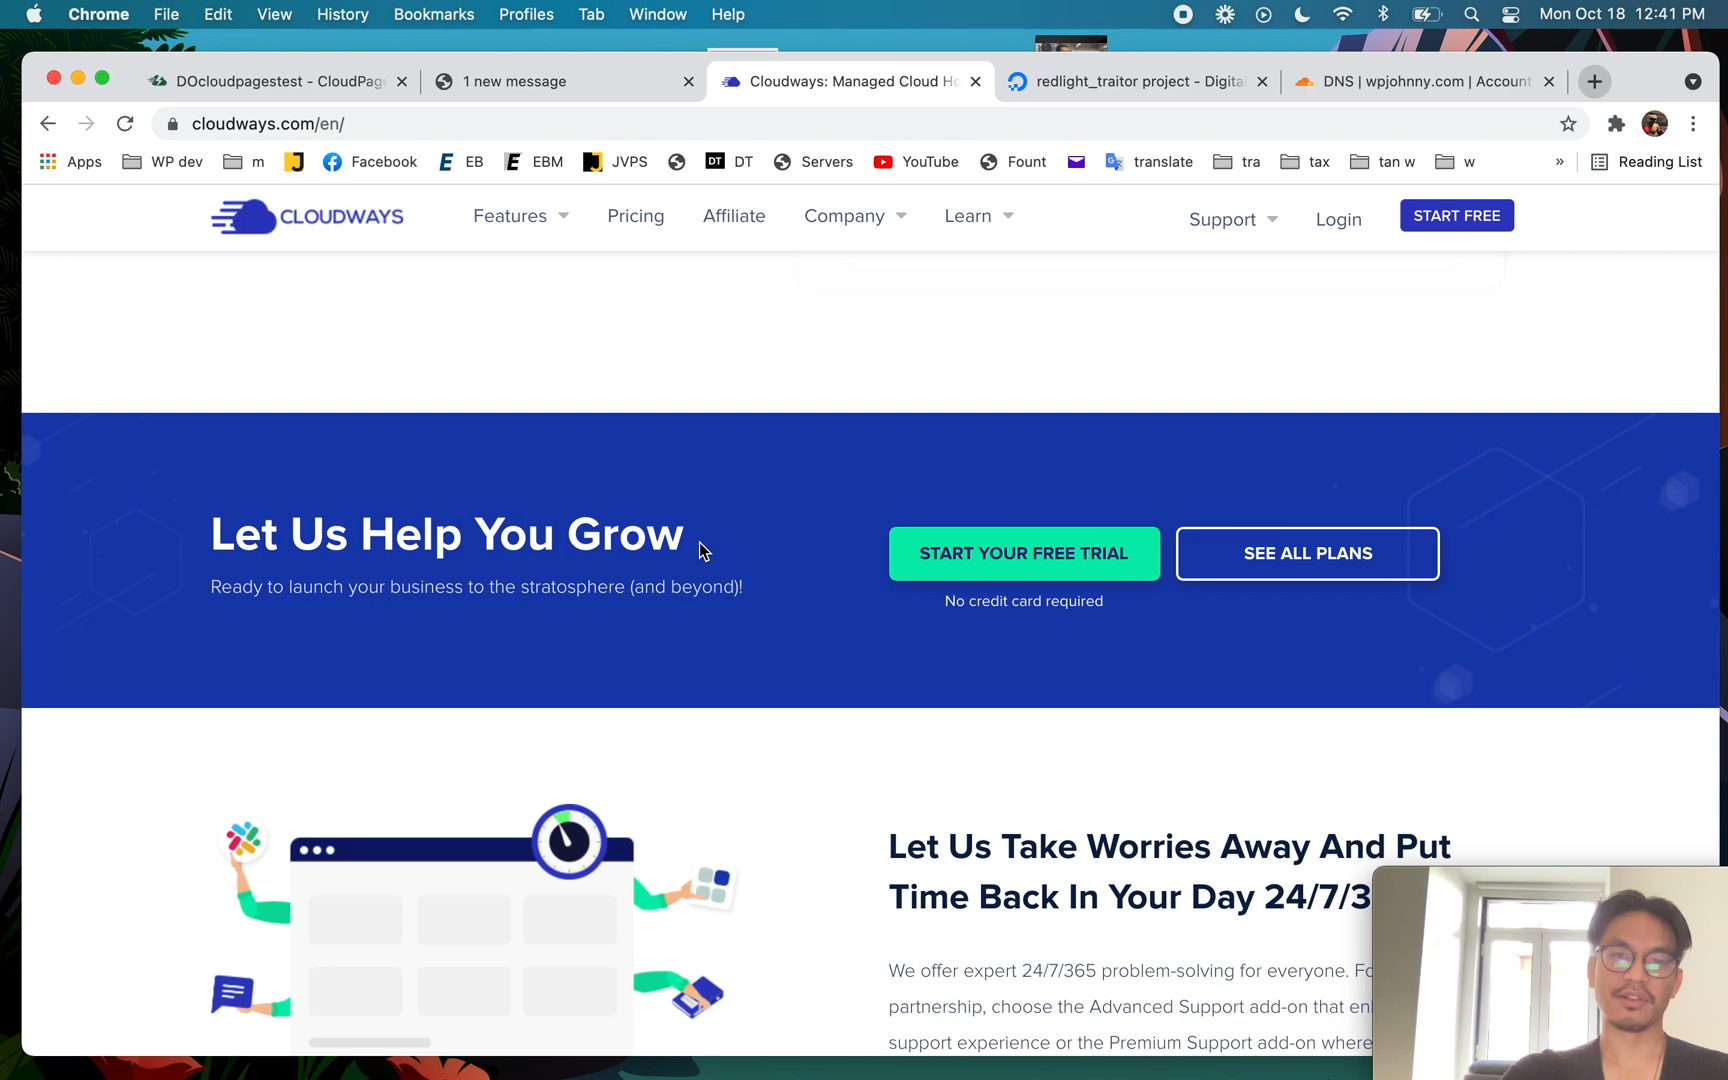 Chrome File Edit View History Bookmarks Profiles Tab Window Help Mon Oct 18 12:41 PM
DOcloudpagestest - CloudPag 1 new message Cloudways: Managed Cloud Ho redlight_traitor project - Digita DNS | wpjohnny.com | Account
cloudways.com/en/
Apps WP dev m Facebook EB EBM JVPS DT DT Servers YouTube Fount translate tra tax tan w w » Reading List
CLOUDWAYS Features Pricing Affiliate Company Learn Support Login START FREE
Let Us Help You Grow
Ready to launch your business to the stratosphere (and beyond)!
START YOUR FREE TRIAL SEE ALL PLANS
No credit card required
Let Us Take Worries Away And Put
Time Back In Your Day 24/7/3
We offer expert 24/7/365 problem-solving for everyone. Fo
partnership, choose the Advanced Support add-on that en
support experience or the Premium Support add-on where